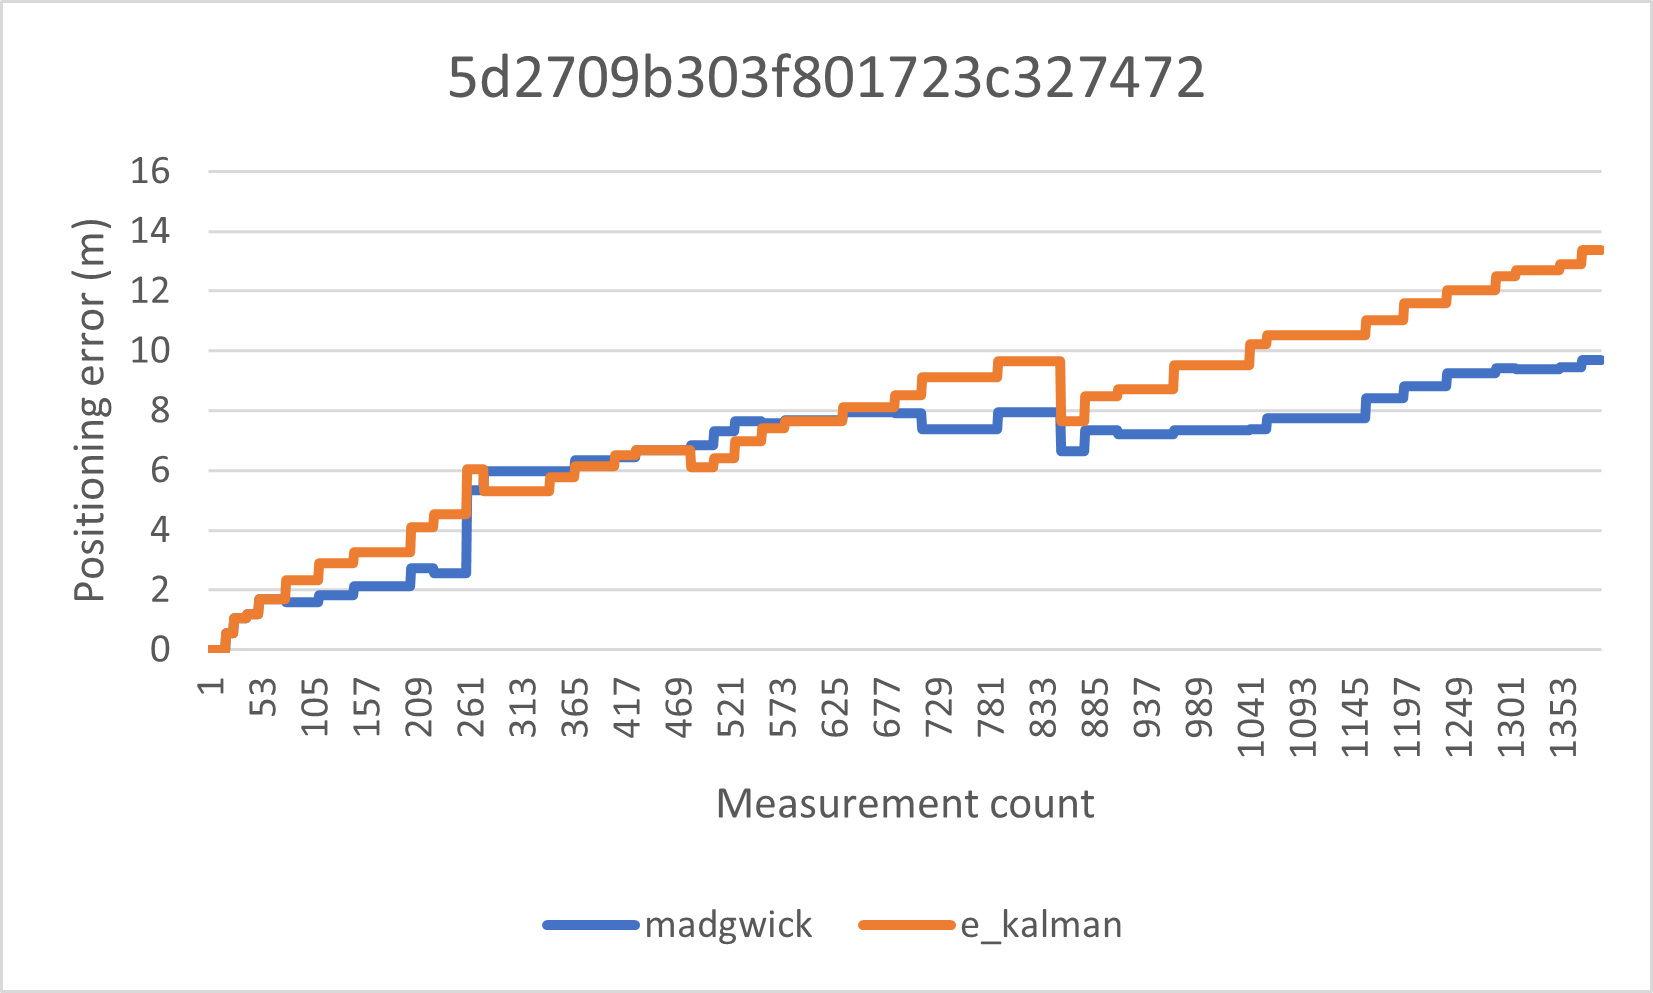 5d2709b303f801723c327472
16
14
12
10
8
6
4
2
0
Positioning error (m)
1 53 105 157 209 261 313 365 417 469 521 573 625 677 729 781 833 885 937 989 1041 1093 1145 1197 1249 1301 1353
Measurement count
madgwick e_kalman